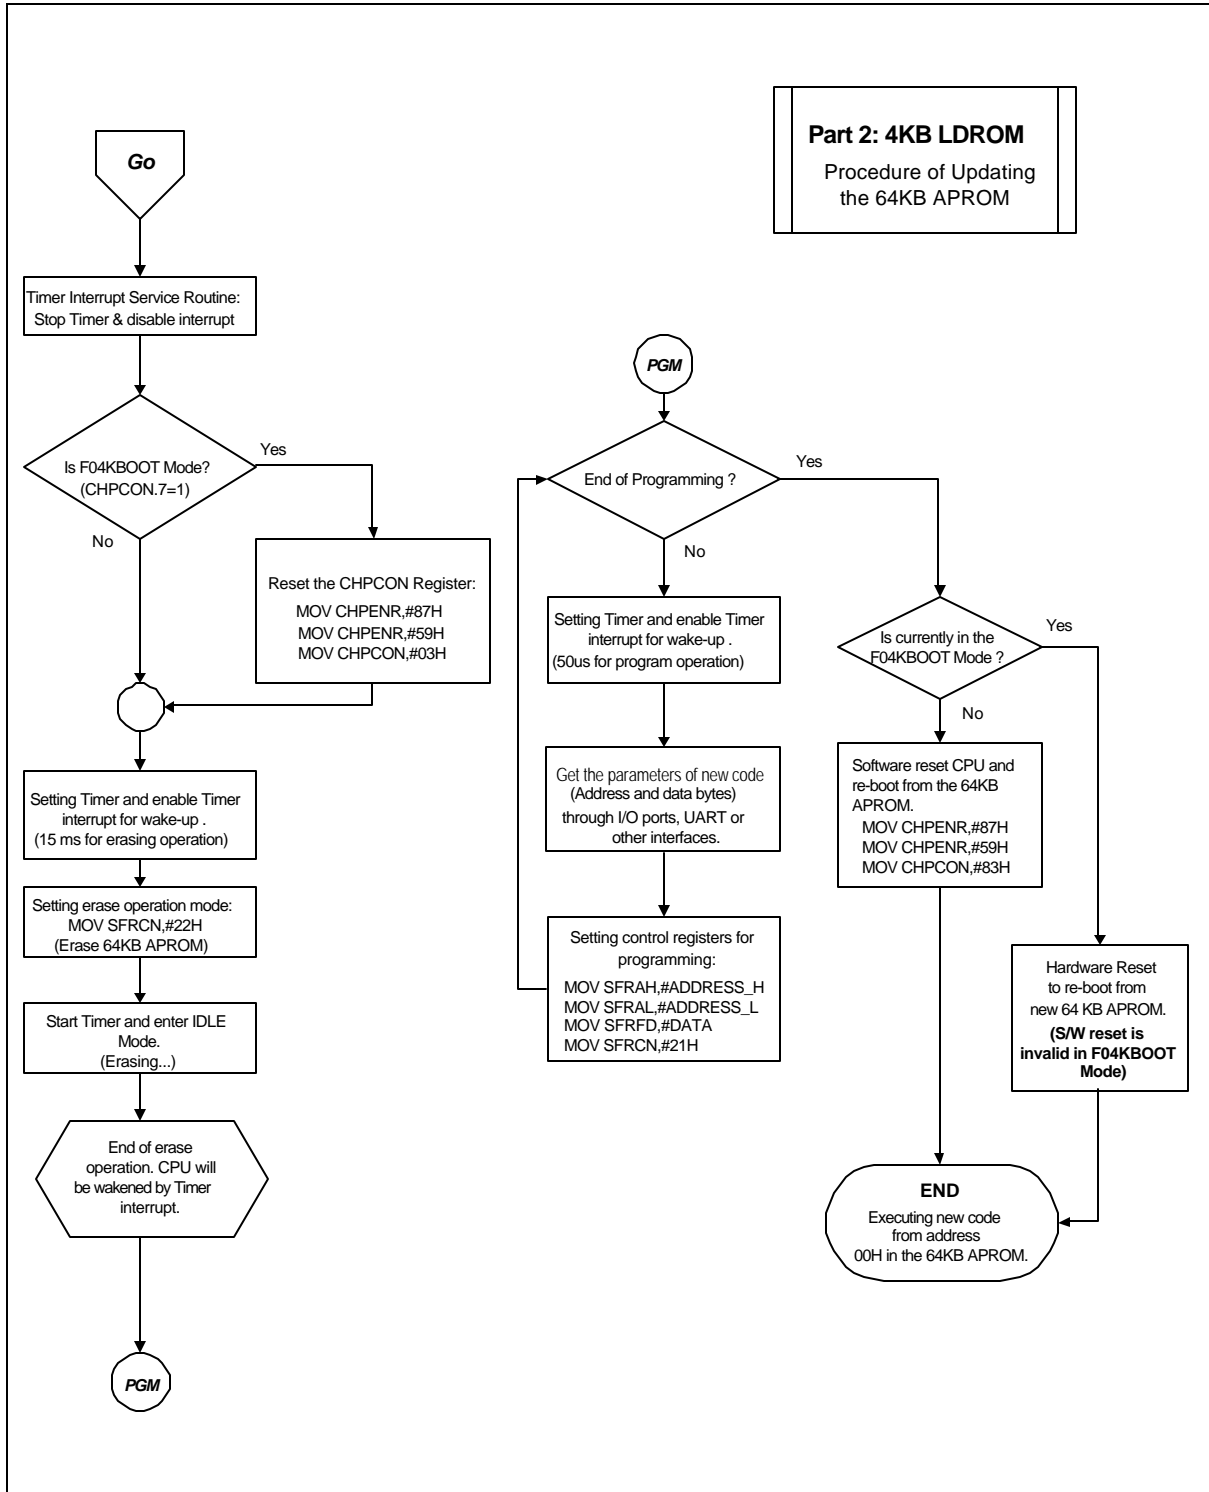 Part 2: 4KB LDROM
Procedure of Updating
the 64KB APROM
Go
Timer Interrupt Service Routine:
Stop Timer & disable interrupt
Is F04KBOOT Mode?
(CHPCON.7=1)
Yes
No
Reset the CHPCON Register:
MOV CHPENR,#87H
MOV CHPENR,#59H
MOV CHPCON,#03H
Setting Timer and enable Timer
interrupt for wake-up .
(15 ms for erasing operation)
Setting erase operation mode:
MOV SFRCN,#22H
(Erase 64KB APROM)
Start Timer and enter IDLE
Mode.
(Erasing...)
End of erase
operation. CPU will
be wakened by Timer
interrupt.
PGM
PGM
End of Programming ?
Yes
No
Setting Timer and enable Timer
interrupt for wake-up .
(50us for program operation)
Get the parameters of new code
(Address and data bytes)
through I/O ports, UART or
other interfaces.
Setting control registers for
programming:
MOV SFRAH,#ADDRESS_H
MOV SFRAL,#ADDRESS_L
MOV SFRFD,#DATA
MOV SFRCN,#21H
Is currently in the
F04KBOOT Mode ?
Yes
No
Software reset CPU and
re-boot from the 64KB
APROM.
MOV CHPENR,#87H
MOV CHPENR,#59H
MOV CHPCON,#83H
Hardware Reset
to re-boot from
new 64 KB APROM.
(S/W reset is
invalid in F04KBOOT
Mode)
END
Executing new code
from address
00H in the 64KB APROM.